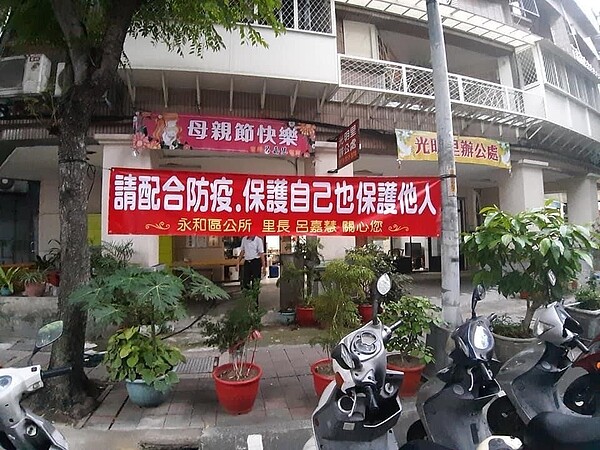 母親節快樂
光明里辦公處
請配合防疫.保護自己也保護他人
永和區公所 里長 呂嘉慧 關心您